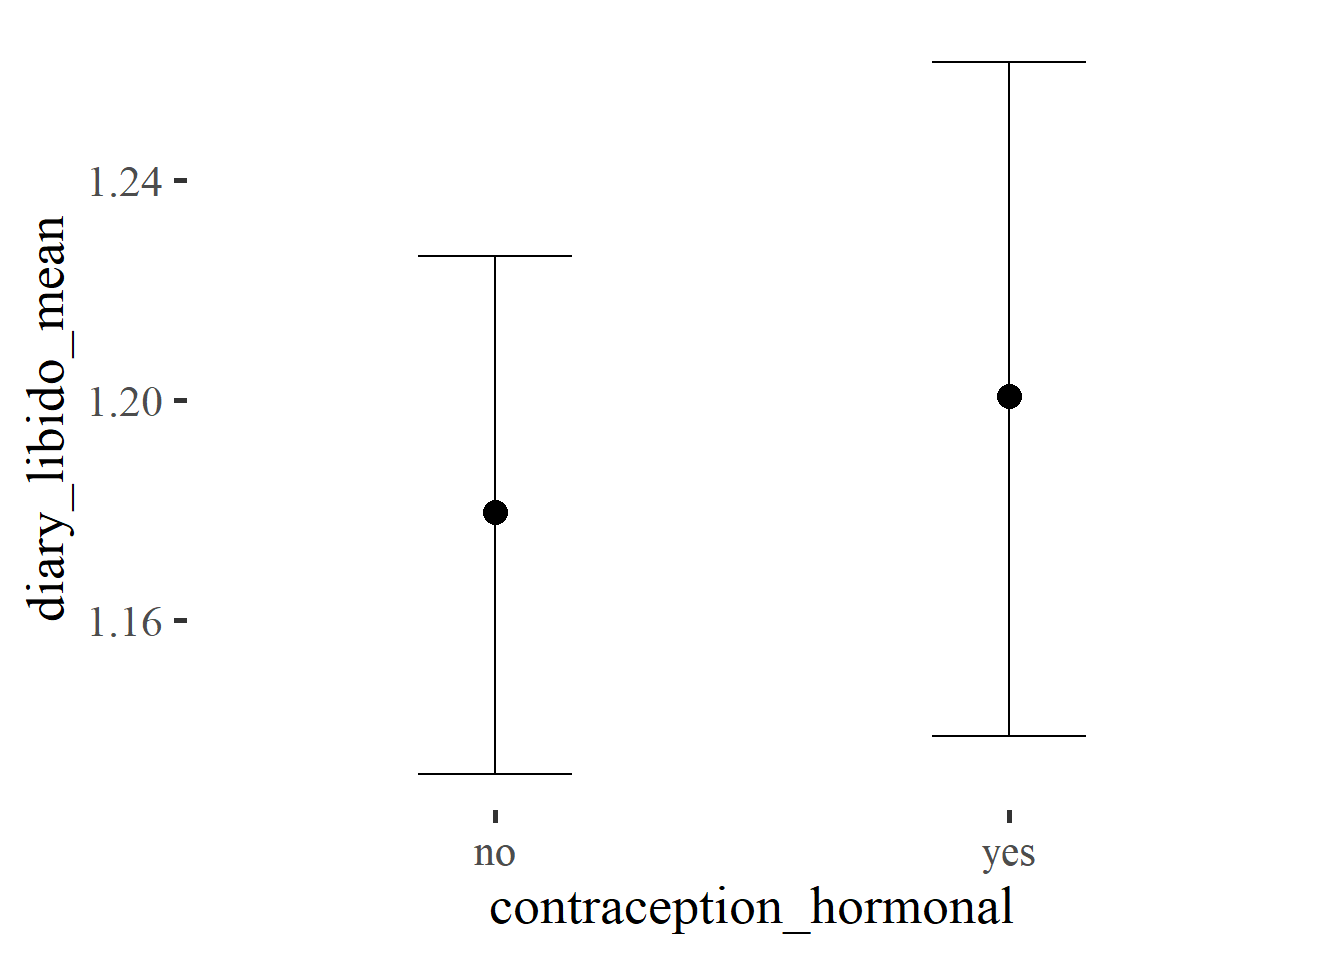 diary_libido_mean
1.24
1.20
1.16
no
yes
contraception_hormonal